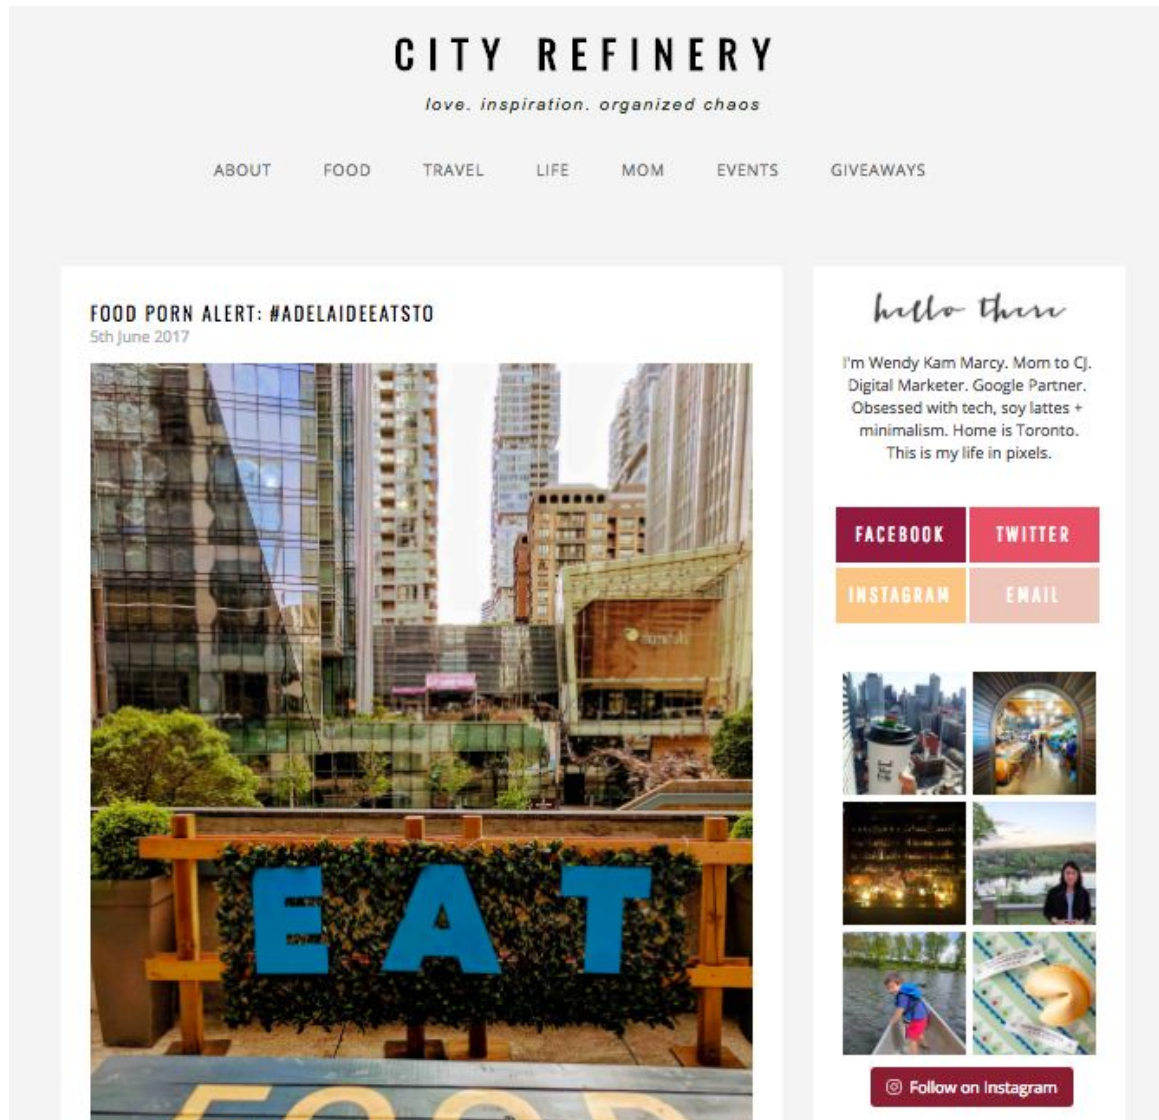 CITY REFINERY
love. inspiration. organized chaos
ABOUT FOOD TRAVEL LIFE MOM EVENTS GIVEAWAYS
FOOD PORN ALERT: #ADELAIDEEATSTO
5th June 2017
EAT
FOOD
hello there
I'm Wendy Kam Marcy. Mom to CJ.
Digital Marketer. Google Partner.
Obsessed with tech, soy lattes +
minimalism. Home is Toronto.
This is my life in pixels.
FACEBOOK TWITTER
INSTAGRAM EMAIL
Follow on Instagram